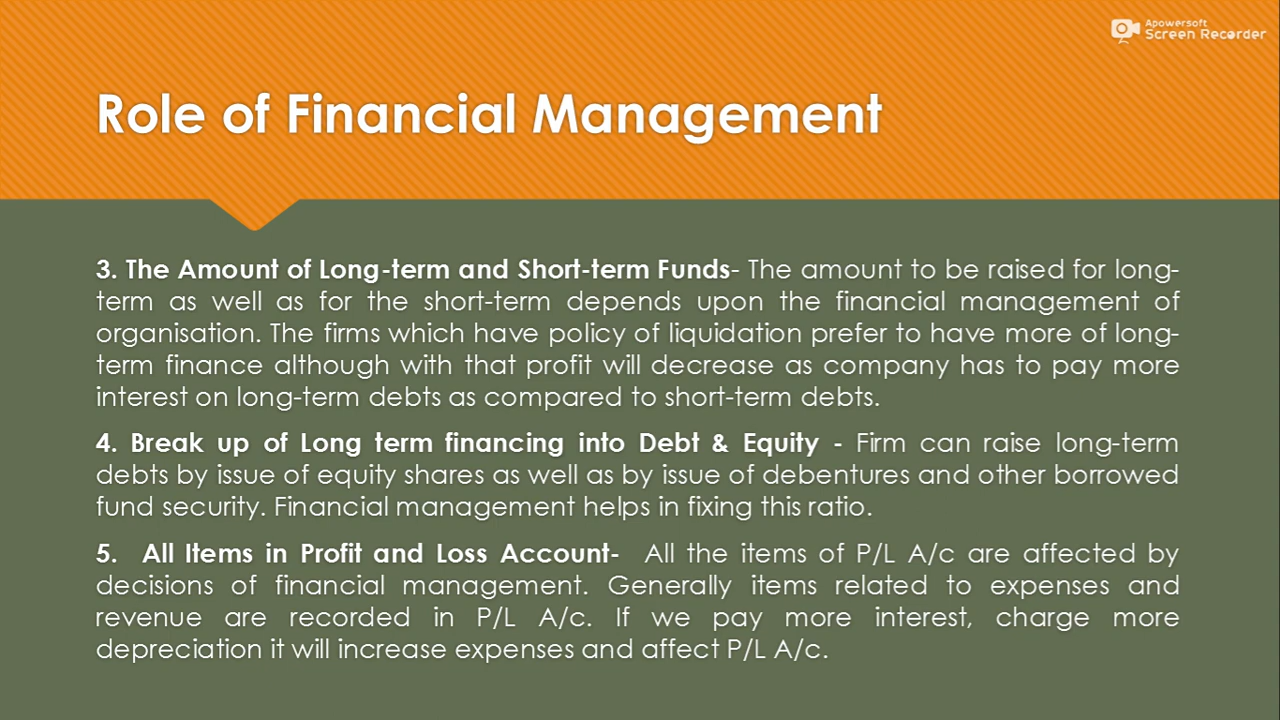 Apowersoft
Screen Recorder
Role of Financial Management
3. The Amount of Long-term and Short-term Funds- The amount to be raised for long-
term as well as for the short-term depends upon the financial management of
organisation. The firms which have policy of liquidation prefer to have more of long-
term finance although with that profit will decrease as company has to pay more
interest on long-term debts as compared to short-term debts.
4. Break up of Long term financing into Debt & Equity - Firm can raise long-term
debts by issue of equity shares as well as by issue of debentures and other borrowed
fund security. Financial management helps in fixing this ratio.
5. All Items in Profit and Loss Account- All the items of P/L A/c are affected by
decisions of financial management. Generally items related to expenses and
revenue are recorded in P/L A/c. If we pay more interest, charge more
depreciation it will increase expenses and affect P/L A/c.